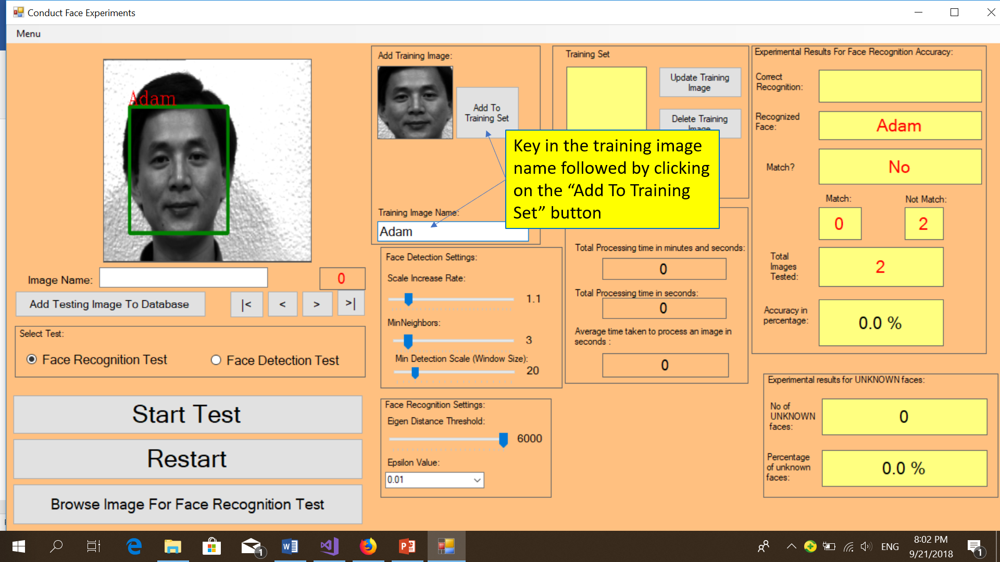 Conduct Face Experiments
Menu
Adam
Image Name:
0
Add Testing Image To Database
|<
<
>
>|
Select Test:
Face Recognition Test
Face Detection Test
Start Test
Restart
Browse Image For Face Recognition Test
Add Training Image:
Add To
Training Set
Training Image Name:
Adam
Key in the training image
name followed by clicking
on the “Add To Training
Set” button
Face Detection Settings:
Scale Increase Rate:
1.1
MinNeighbors:
3
Min Detection Scale (Window Size):
20
Face Recognition Settings:
Eigen Distance Threshold:
6000
Epsilon Value:
0.01
Training Set
Update Training
Image
Delete Training
Image
Total Processing time in minutes and seconds:
0
Total Processing time in seconds:
0
Average time taken to process an image in
seconds :
0
Experimental Results For Face Recognition Accuracy:
Correct
Recognition:
Recognized
Face:
Adam
Match?
No
Match:
Not Match:
0
2
Total
Images
Tested:
2
Accuracy in
percentage:
0.0 %
Experimental results for UNKNOWN faces:
No of
UNKNOWN
faces:
0
Percentage
of unknown
faces:
0.0 %
1
ENG
8:02 PM
9/21/2018
1